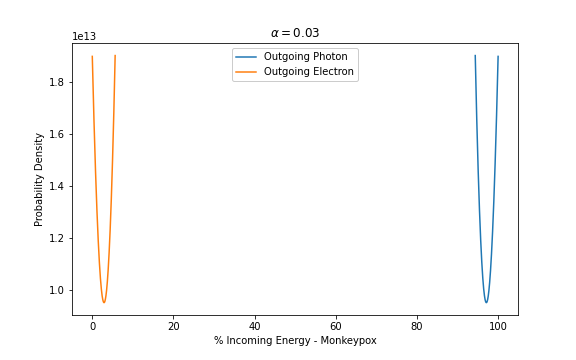 α = 0.03
1e13
Outgoing Photon
Outgoing Electron
1.8
1.6
1.4
1.2
1.0
Probability Density
0 20 40 60 80 100
% Incoming Energy - Monkeypox